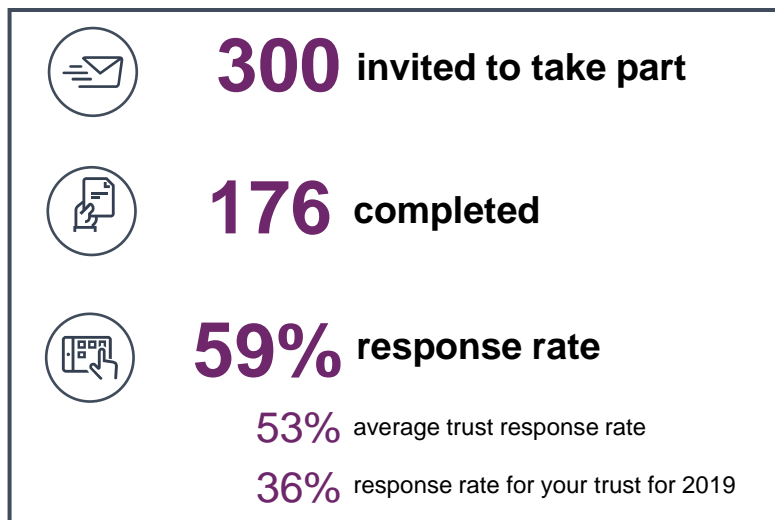 300 invited to take part
176 completed
59% response rate
53% average trust response rate
36% response rate for your trust for 2019